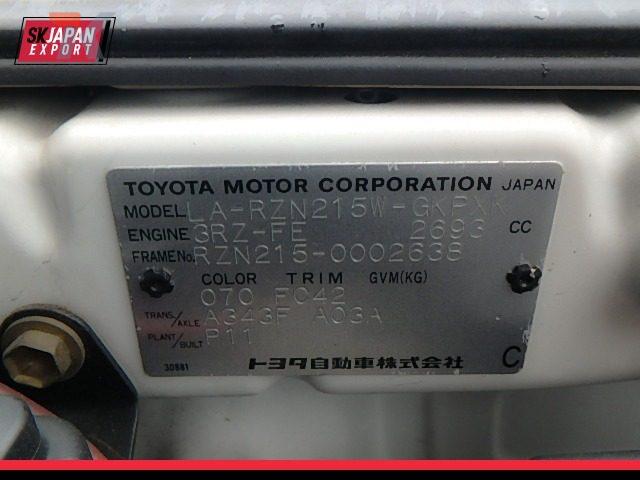 SK JAPAN
EXPORT!
TOYOTA MOTOR CORPORATION JAPAN
MODEL LA-RZN215W-GKPXK
ENGINE 3RZ-FE 2693 CC
FRAME No. RZN215-0002638
COLOR TRIM GVM(KG)
070 FC42
TRANS./AXLE A343F A03A
PLANT/BUILT P11
30881
トヨタ自動車株式会社 C